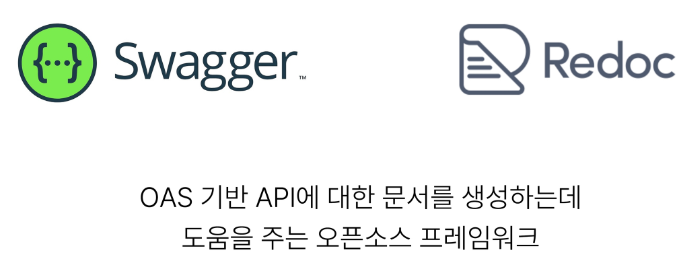 {...} Swagger™
Redoc
OAS 기반 API에 대한 문서를 생성하는데
도움을 주는 오픈소스 프레임워크